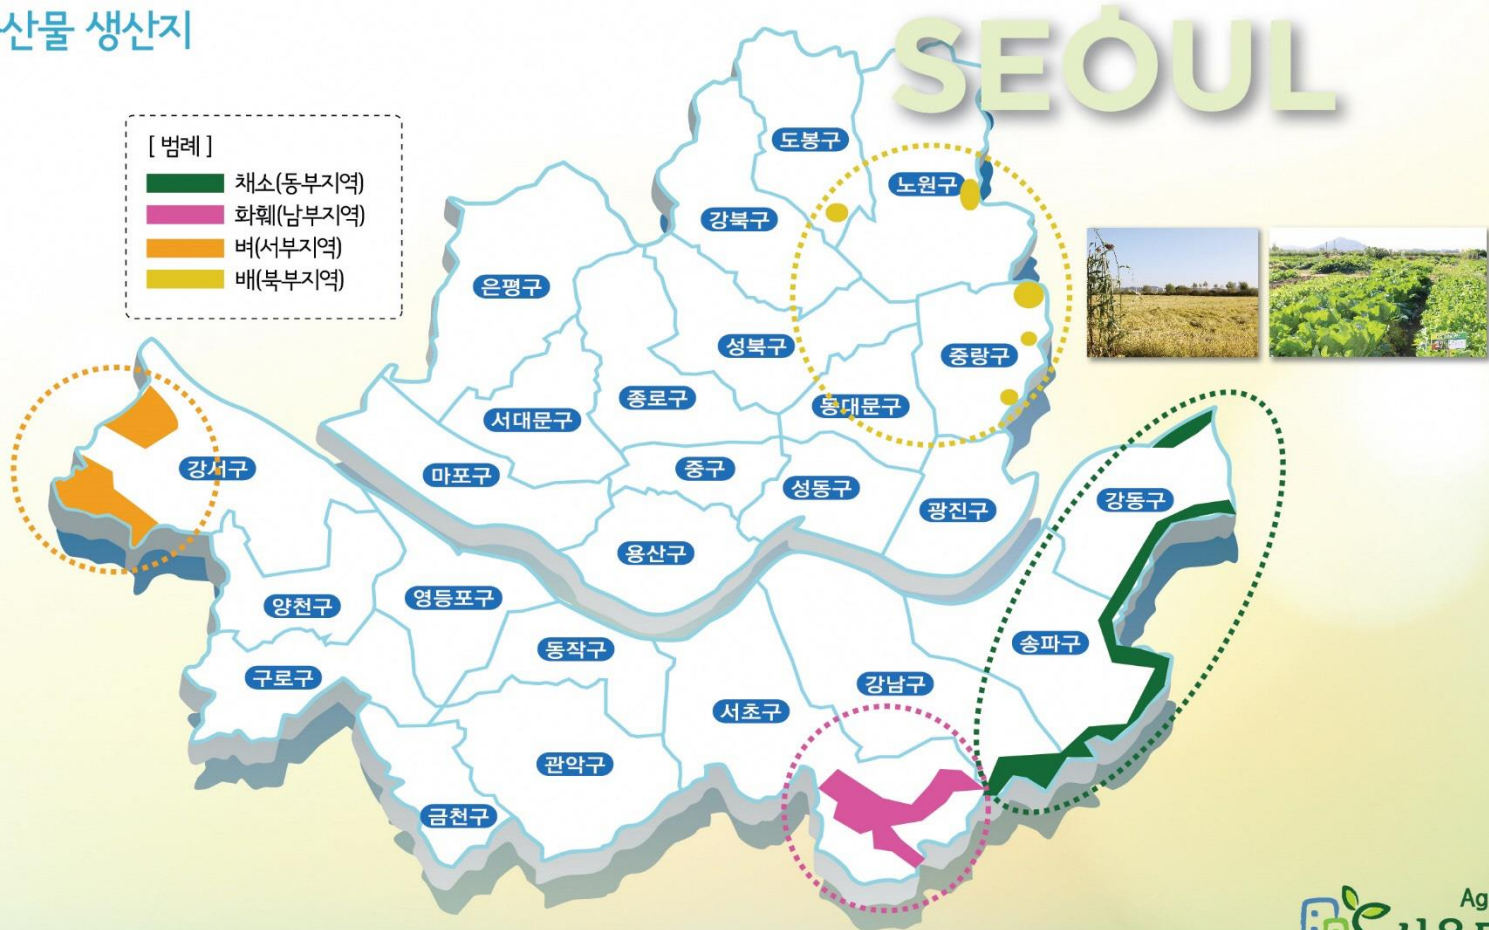 산물 생산지
SEOUL
[ 범례 ]
채소(동부지역)
화훼(남부지역)
벼(서부지역)
배(북부지역)
도봉구
노원구
강북구
은평구
성북구
중랑구
종로구
동대문구
서대문구
강서구
마포구
중구
성동구
광진구
강동구
용산구
양천구
영등포구
동작구
송파구
구로구
강남구
서초구
관악구
금천구
Ag